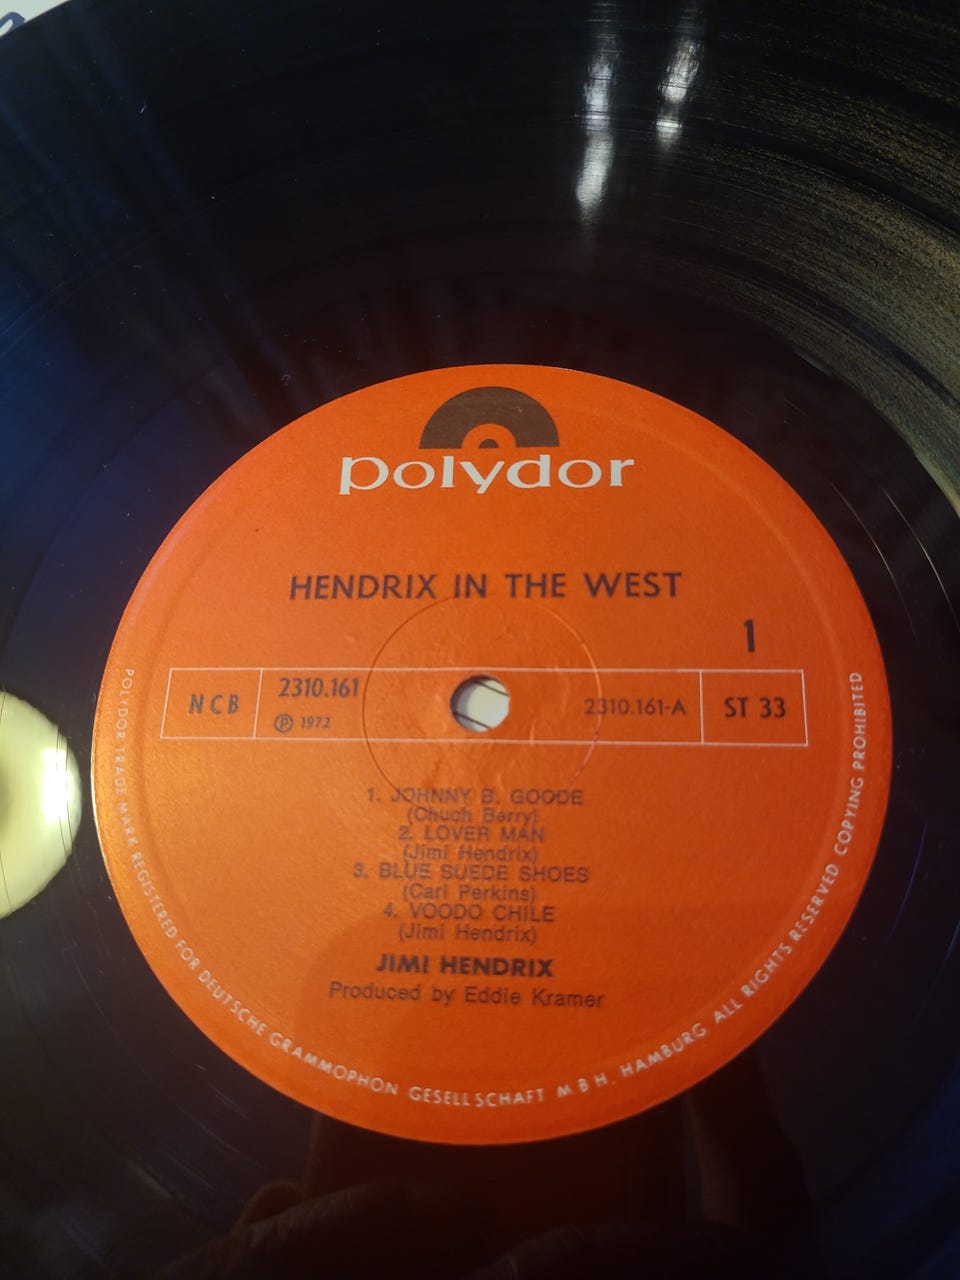 polydor
HENDRIX IN THE WEST
1
NCB
2310.161
℗ 1972
2310.161-A
ST 33
1. JOHNNY B. GOODE
(Chuch Berry)
2. LOVER MAN
(Jimi Hendrix)
3. BLUE SUEDE SHOES
(Carl Perkins)
4. VOODO CHILE
(Jimi Hendrix)
JIMI HENDRIX
Produced by Eddie Kramer
POLYDOR TRADE MARK REGISTERED FOR DEUTSCHE GRAMMOPHON GESELLSCHAFT M.B.H. HAMBURG ALL RIGHTS RESERVED COPYING PROHIBITED